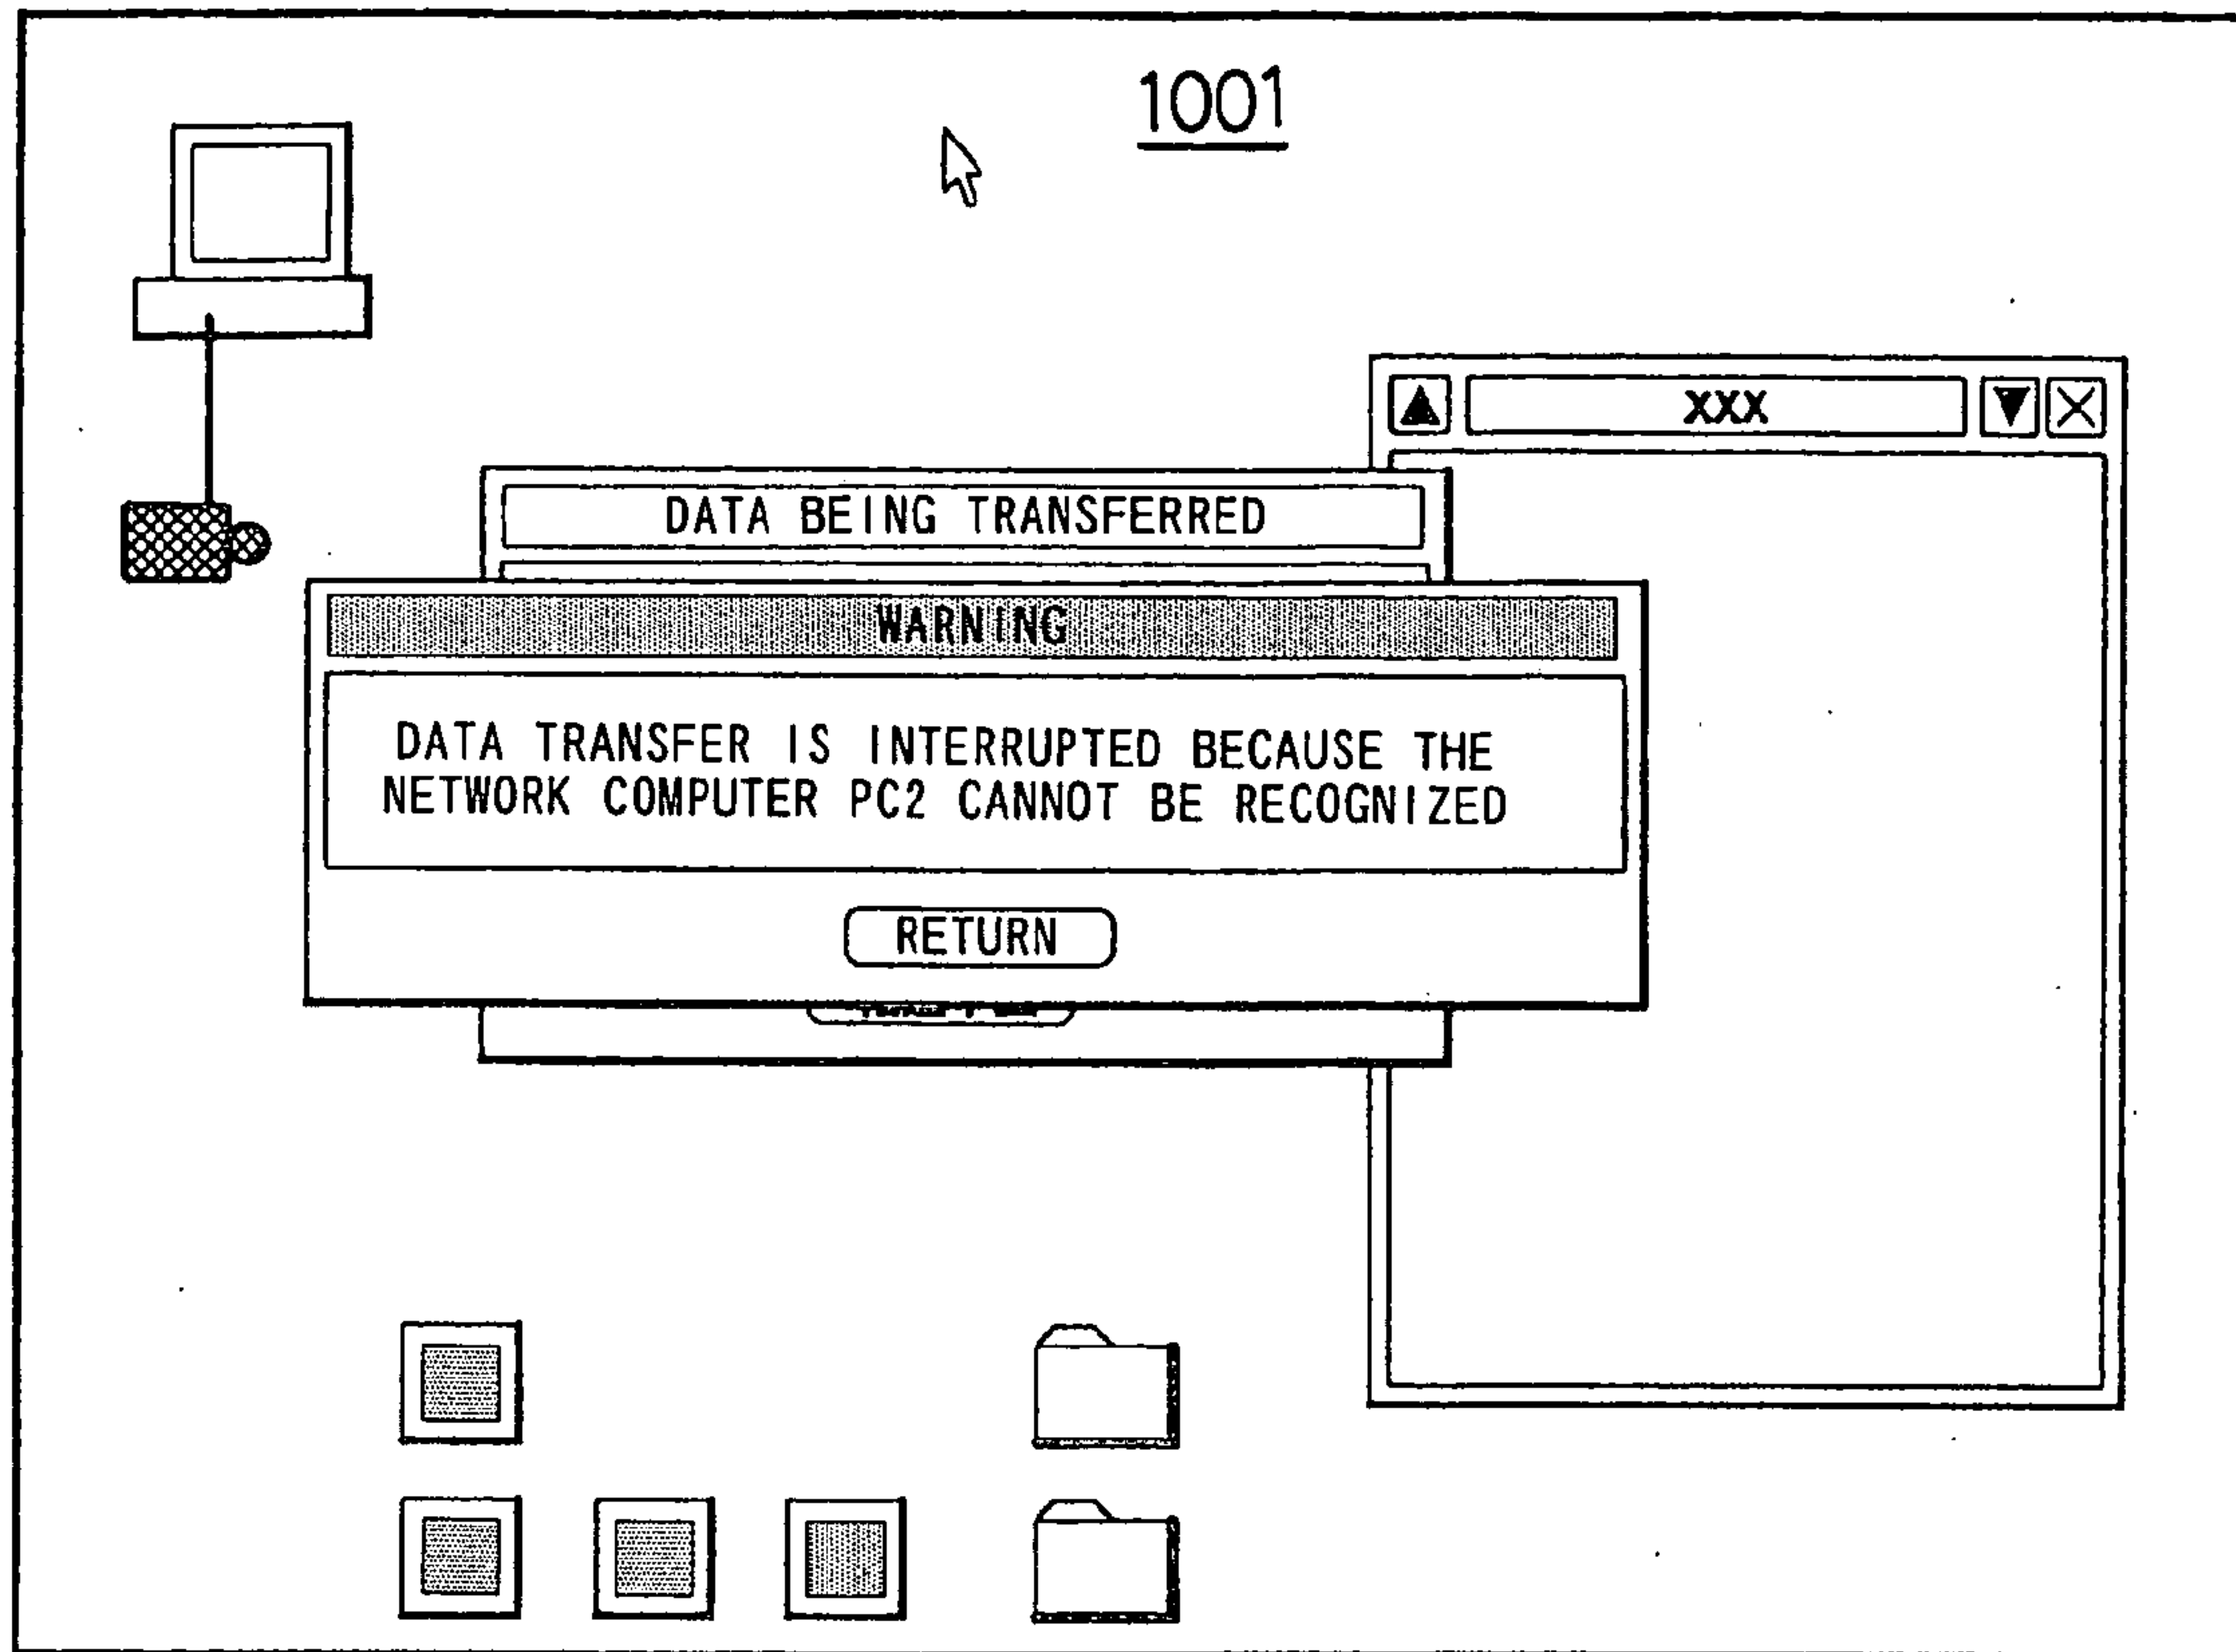 1001
XXX
DATA BEING TRANSFERRED
WARNING
DATA TRANSFER IS INTERRUPTED BECAUSE THE
NETWORK COMPUTER PC2 CANNOT BE RECOGNIZED
RETURN